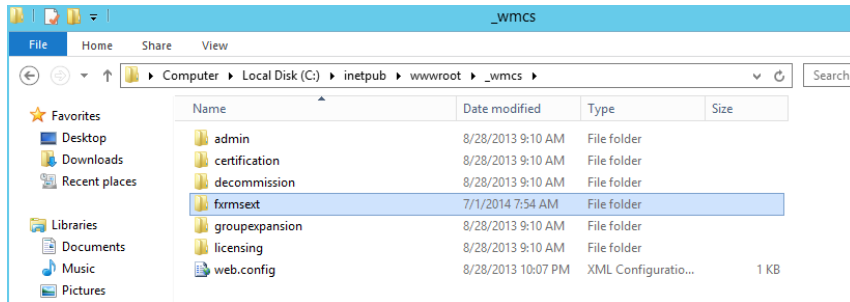 _wmcs
File Home Share View
Computer Local Disk (C:) inetpub wwwroot _wmcs Search
Favorites
Desktop
Downloads
Recent places
Libraries
Documents
Music
Pictures
Name Date modified Type Size
admin 8/28/2013 9:10 AM File folder
certification 8/28/2013 9:10 AM File folder
decommission 8/28/2013 9:10 AM File folder
fxrmsext 7/1/2014 7:54 AM File folder
groupexpansion 8/28/2013 9:10 AM File folder
licensing 8/28/2013 9:10 AM File folder
web.config 8/28/2013 10:07 PM XML Configuratio... 1 KB